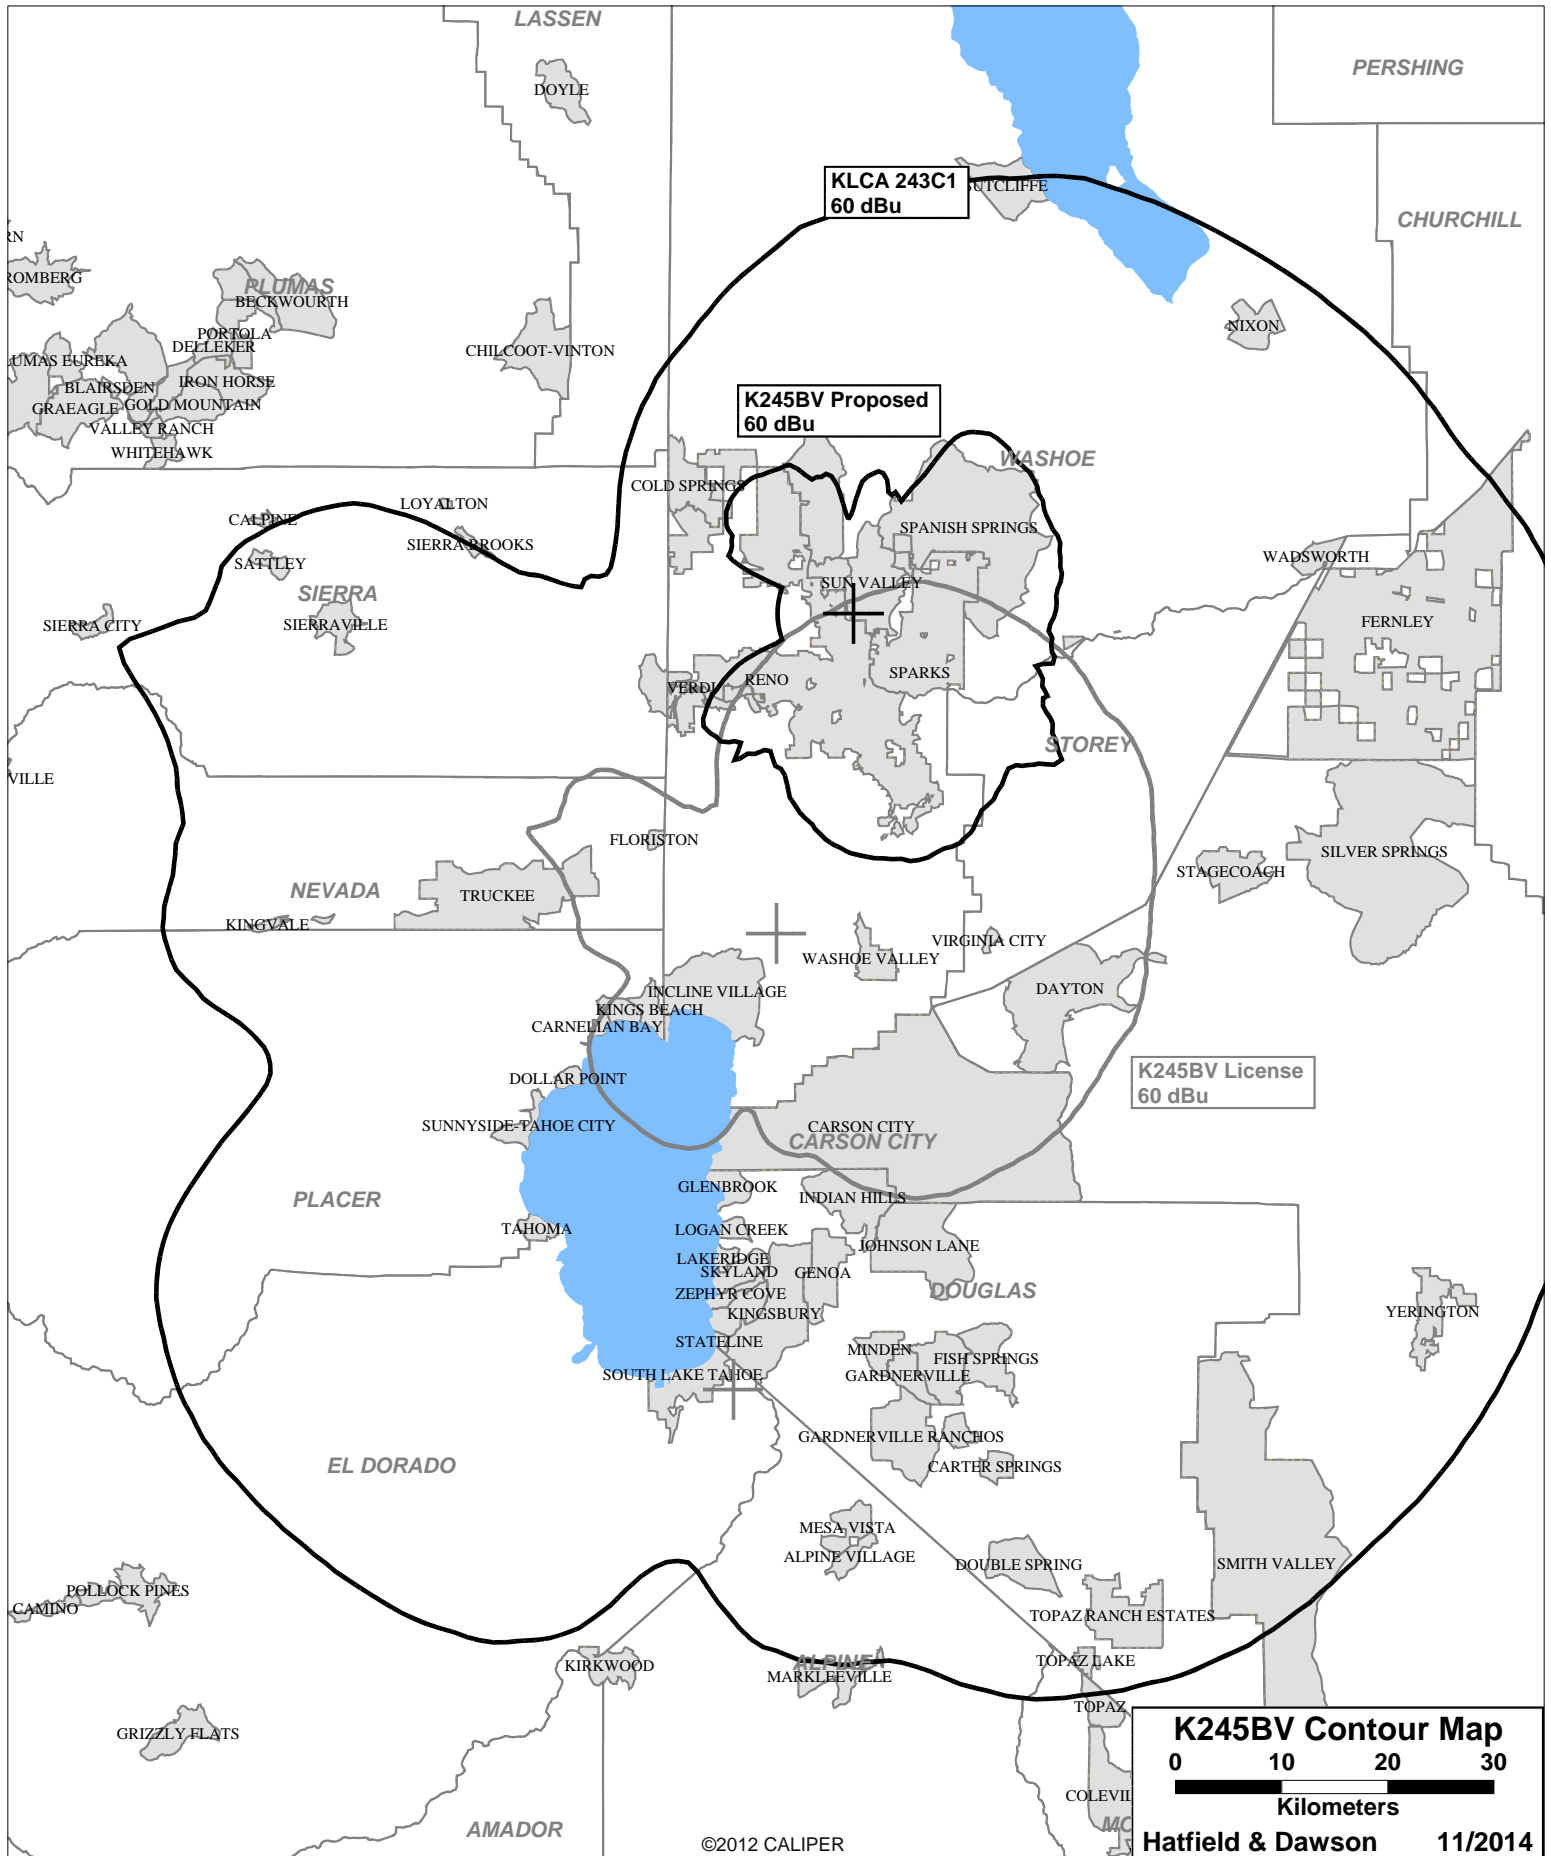 LASSEN
PERSHING
DOYLE
KLCA 243C1
60 dBu
SUTCLIFFE
CHURCHILL
RN
ROMBERG
PLUMAS
BECKWOURTH
NIXON
PORTOLA
DELLEKER
CHILCOOT-VINTON
UMAS EUREKA
IRON HORSE
BLAIRSDEN
GRAEAGLE
GOLD MOUNTAIN
K245BV Proposed
60 dBu
VALLEY RANCH
WHITEHAWK
WASHOE
COLD SPRINGS
LOYALTON
CALPINE
SPANISH SPRINGS
SIERRA BROOKS
WADSWORTH
SATTLEY
SUN VALLEY
SIERRA
SIERRA CITY
SIERRAVILLE
FERNLEY
SPARKS
RENO
VERDI
STOREY
VILLE
FLORISTON
SILVER SPRINGS
STAGECOACH
NEVADA
TRUCKEE
KINGVALE
VIRGINIA CITY
WASHOE VALLEY
DAYTON
INCLINE VILLAGE
KINGS BEACH
CARNELIAN BAY
K245BV License
60 dBu
DOLLAR POINT
SUNNYSIDE-TAHOE CITY
CARSON CITY
CARSON CITY
GLENBROOK
PLACER
INDIAN HILLS
TAHOMA
LOGAN CREEK
JOHNSON LANE
LAKERIDGE
SKYLAND
GENOA
DOUGLAS
ZEPHYR COVE
KINGSBURY
YERINGTON
STATELINE
MINDEN
FISH SPRINGS
SOUTH LAKE TAHOE
GARDNERVILLE
GARDNERVILLE RANCHOS
EL DORADO
CARTER SPRINGS
MESA VISTA
ALPINE VILLAGE
DOUBLE SPRING
SMITH VALLEY
POLLOCK PINES
CAMINO
TOPAZ RANCH ESTATES
KIRKWOOD
ALPINE
TOPAZ LAKE
MARKLEEVILLE
TOPAZ
GRIZZLY FLATS
K245BV Contour Map
0 10 20 30
Kilometers
COLEVIL
MO
AMADOR
©2012 CALIPER
Hatfield & Dawson 11/2014